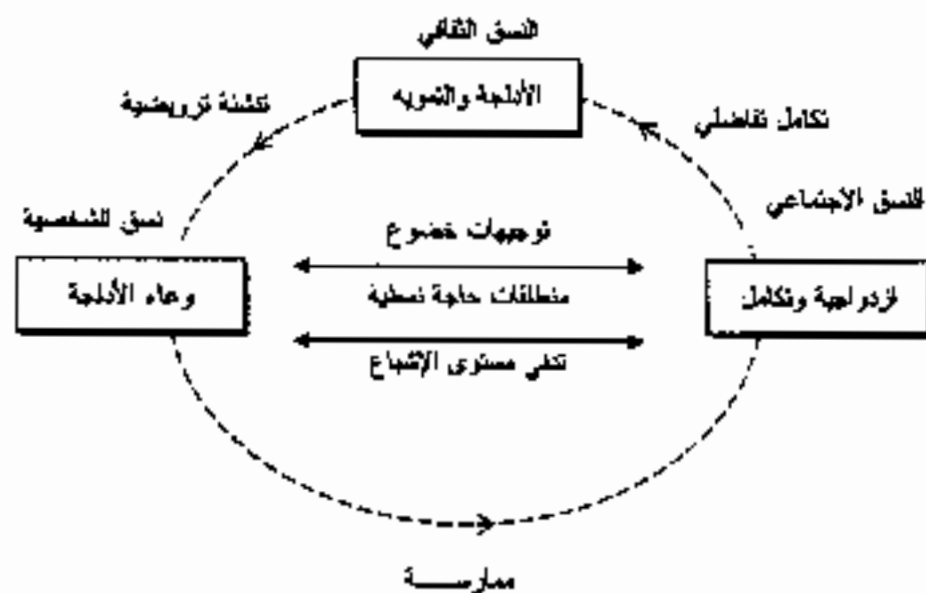 النسق الثقافي
الأدلجة والتمويه
تكامل تفاضلي
تنشئة ترويضية
النسق الاجتماعي
نسق الشخصية
ازدواجية وتكامل
توجيهات خضوع
وعاء الأدلجة
منطلقات حاجة نمطية
تدني مستوى الإشباع
ممارســـة